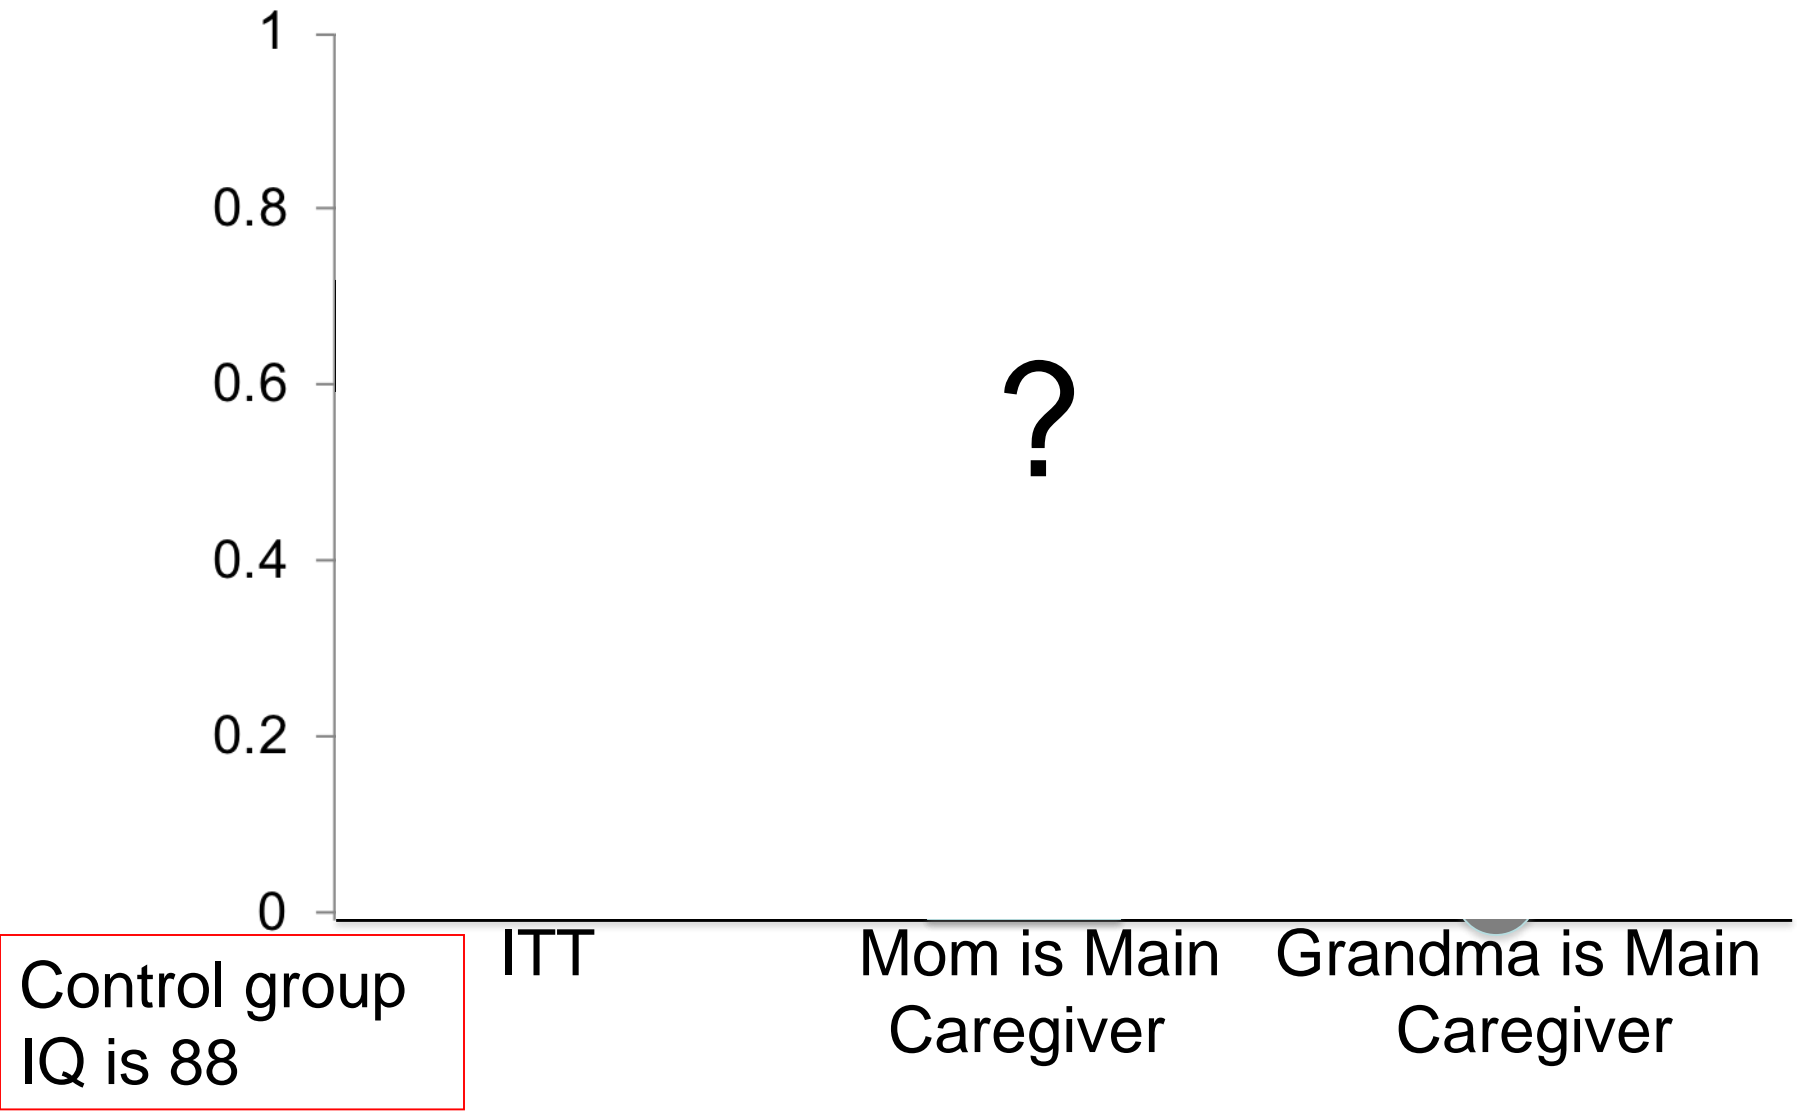 1
0.8
0.6
?
0.4
0.2
0
ITT
Mom is Main
Caregiver
Grandma is Main
Caregiver
Control group
IQ is 88